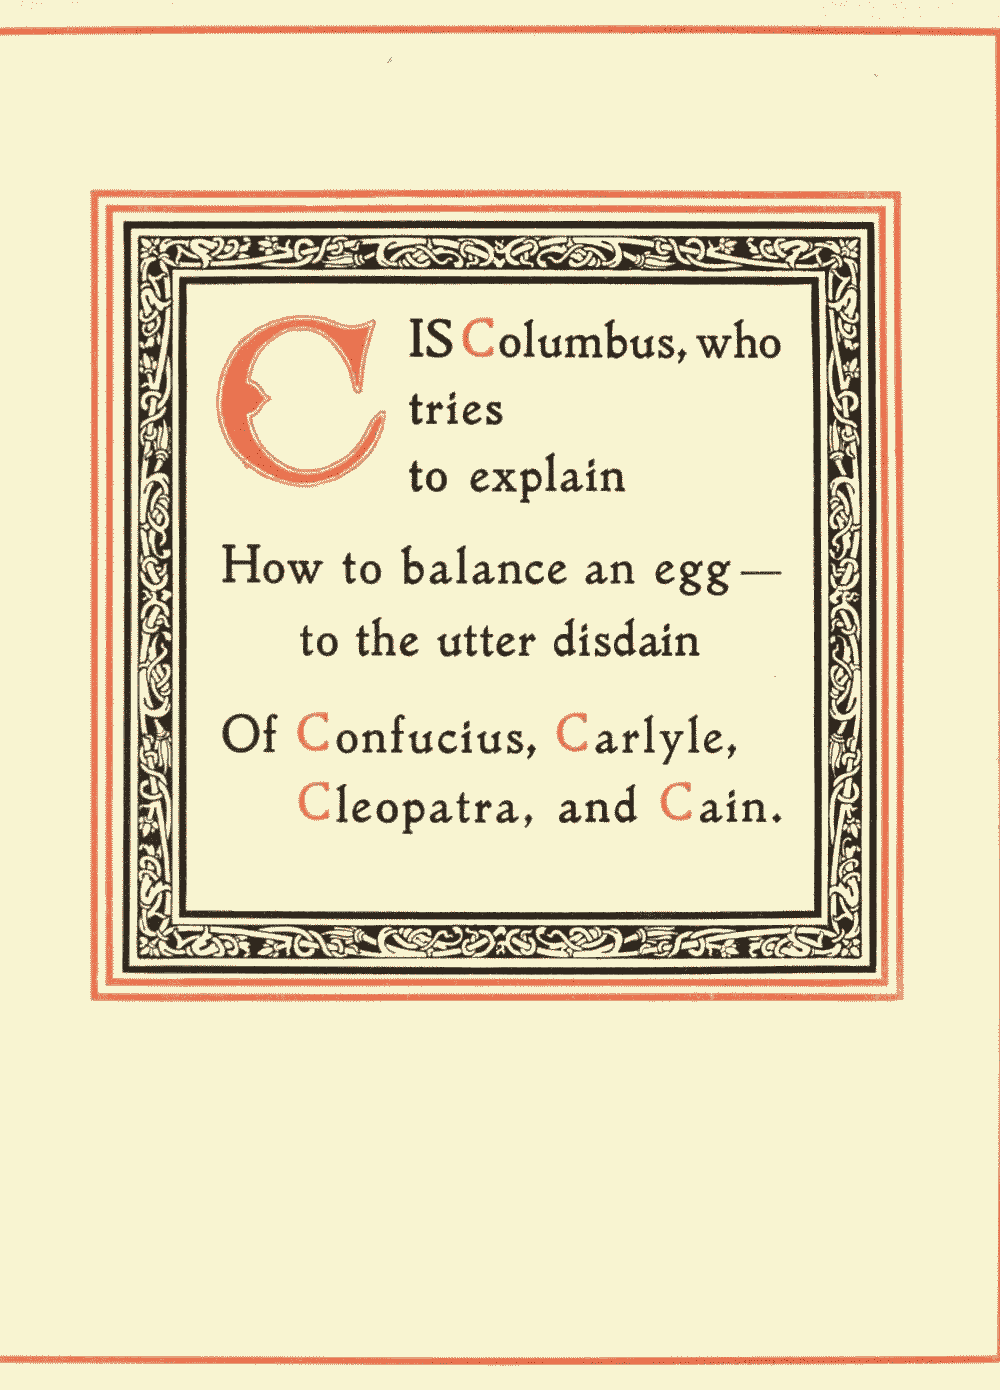 C IS Columbus, who
tries
to explain
How to balance an egg—
to the utter disdain
Of Confucius, Carlyle,
Cleopatra, and Cain.